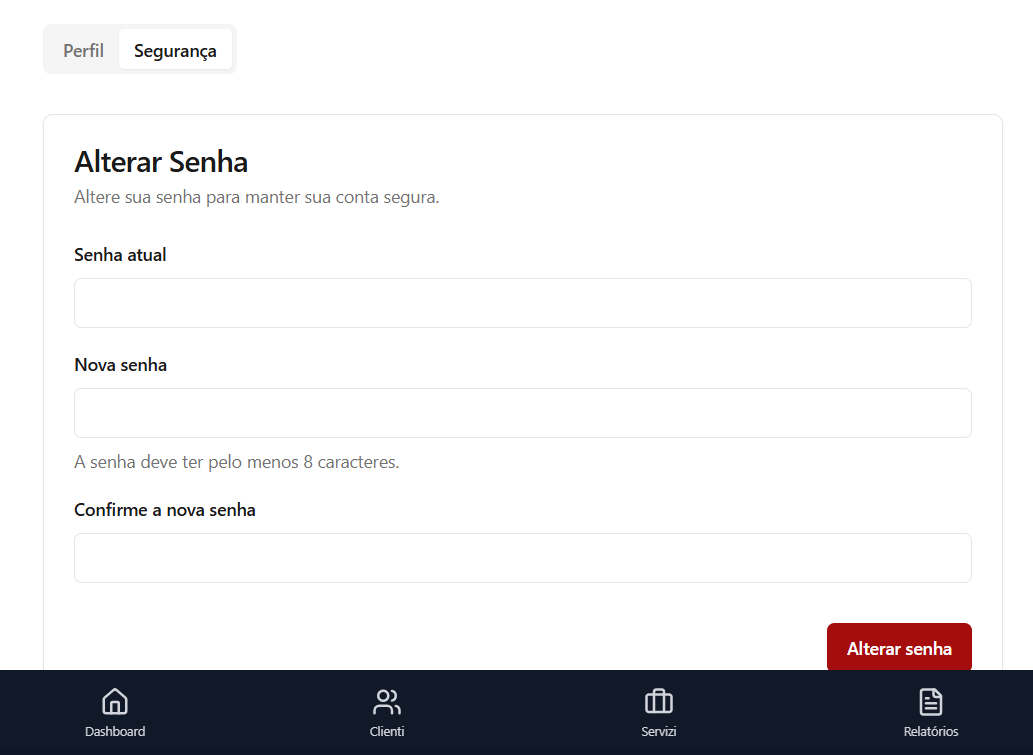 Perfil
Segurança
Alterar Senha
Altere sua senha para manter sua conta segura.
Senha atual
Nova senha
A senha deve ter pelo menos 8 caracteres.
Confirme a nova senha
Alterar senha
Dashboard
Clienti
Servizi
Relatórios